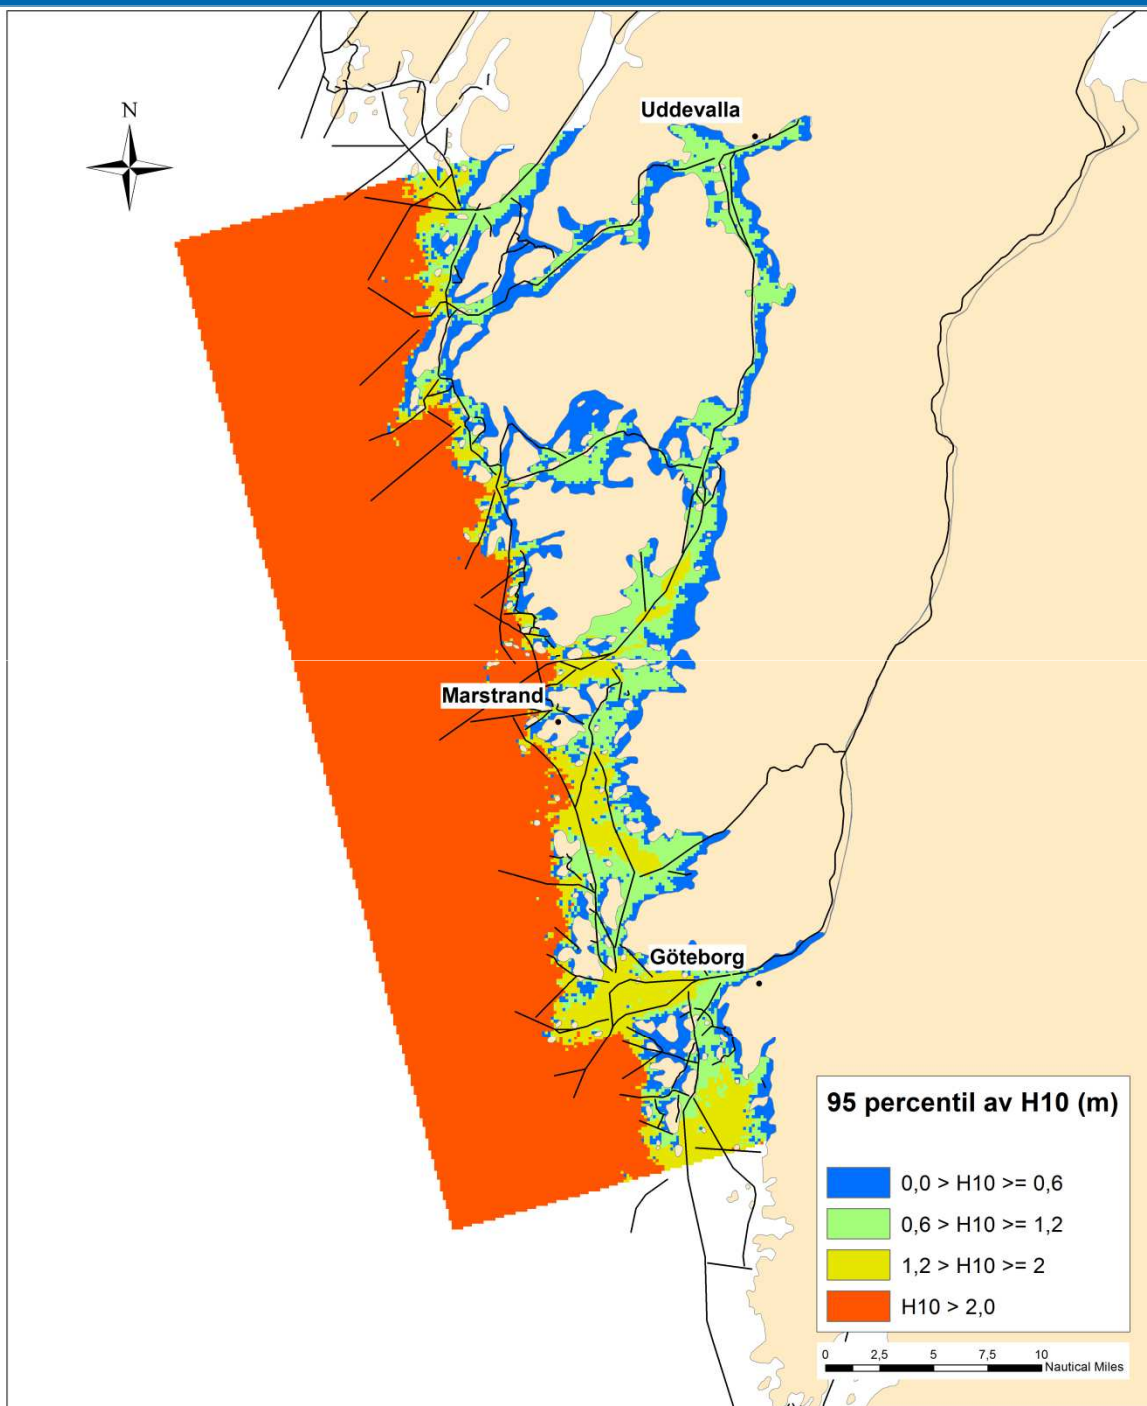 N
Uddevalla
Marstrand
Göteborg
95 percentil av H10 (m)
0,0 > H10 >= 0,6
0,6 > H10 >= 1,2
1,2 > H10 >= 2
H10 > 2,0
0 2,5 5 7,5 10
Nautical Miles